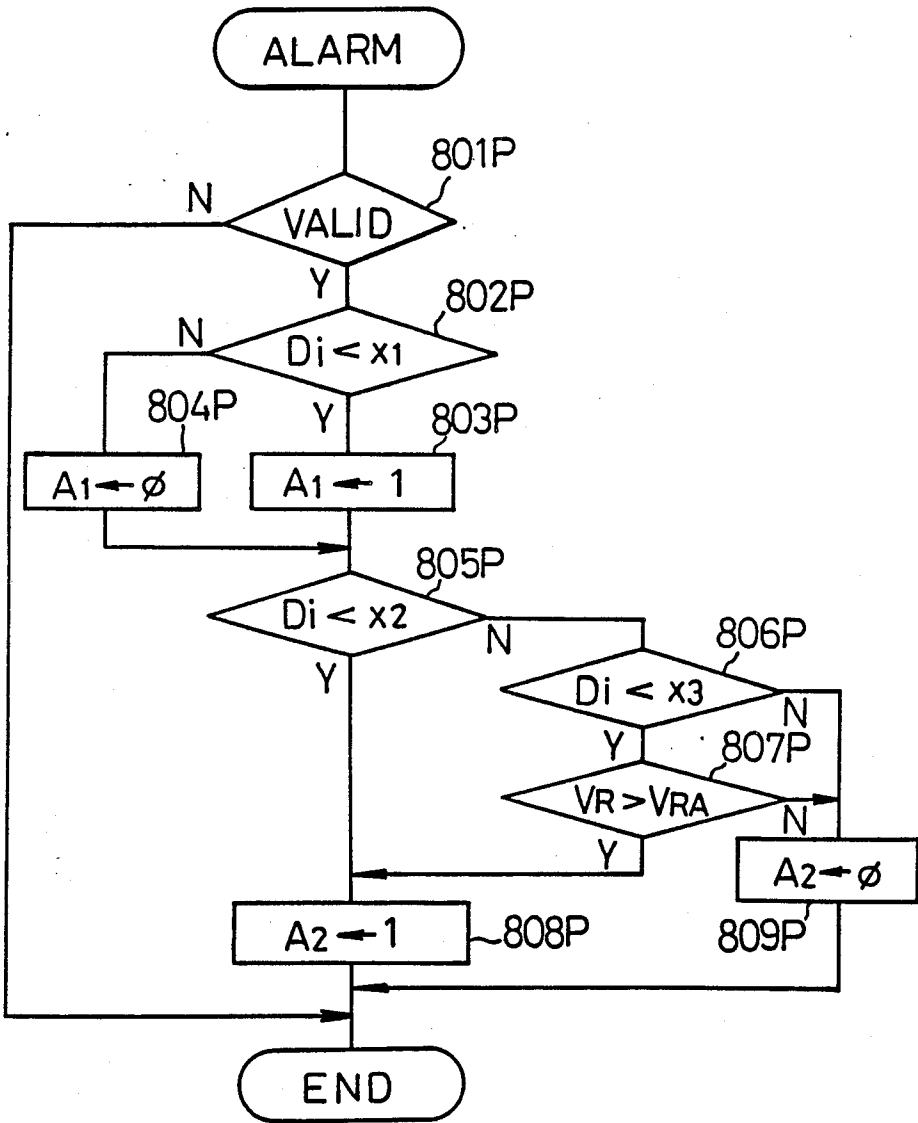 ALARM
801P
N
VALID
Y
802P
N
Di < x1
Y
804P
803P
A1 ← ø
A1 ← 1
805P
Di < x2
N
806P
Y
Di < x3
N
Y
807P
VR > VRA
N
Y
A2 ← ø
A2 ← 1
808P
809P
END